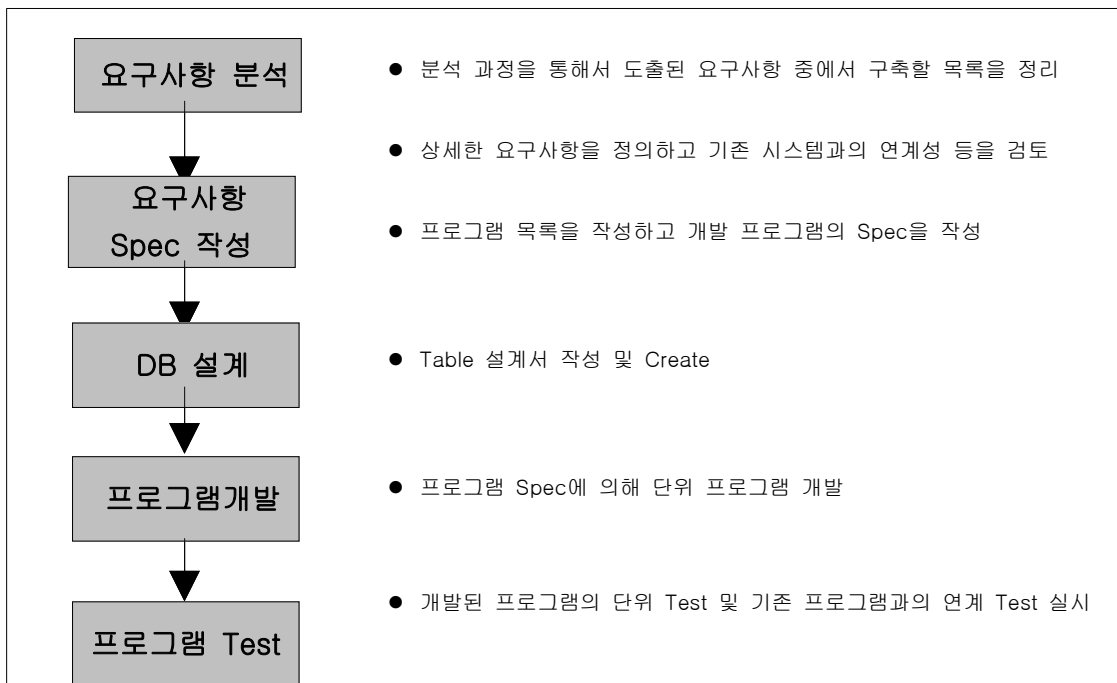 요구사항 분석
● 분석 과정을 통해서 도출된 요구사항 중에서 구축할 목록을 정리
● 상세한 요구사항을 정의하고 기존 시스템과의 연계성 등을 검토
요구사항
Spec 작성
● 프로그램 목록을 작성하고 개발 프로그램의 Spec을 작성
DB 설계
● Table 설계서 작성 및 Create
프로그램개발
● 프로그램 Spec에 의해 단위 프로그램 개발
● 개발된 프로그램의 단위 Test 및 기존 프로그램과의 연계 Test 실시
프로그램 Test